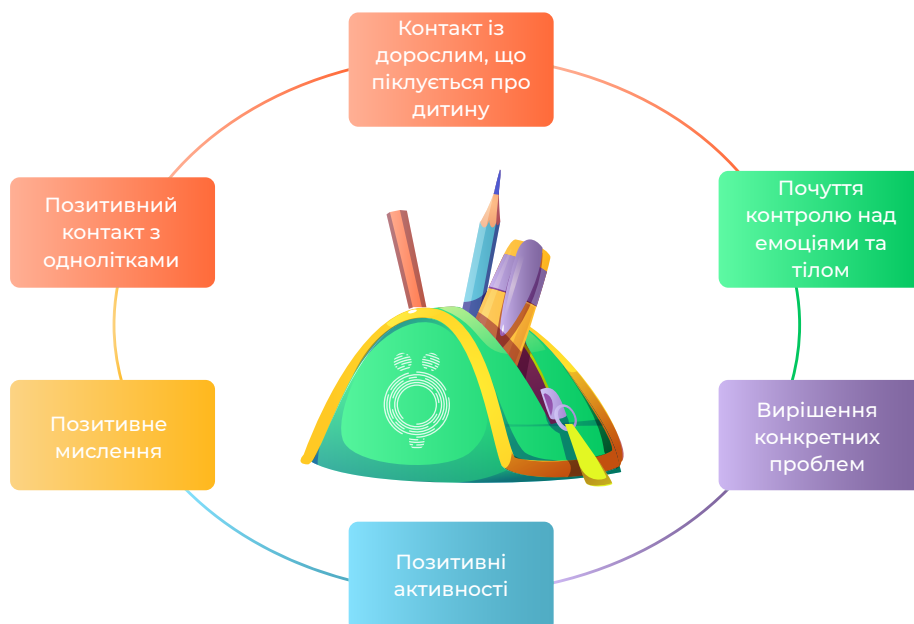 Контакт із
дорослим, що
піклується про
дитину
Почуття
контролю над
емоціями та
тілом
Вирішення
конкретних
проблем
Позитивні
активності
Позитивне
мислення
Позитивний
контакт з
однолітками